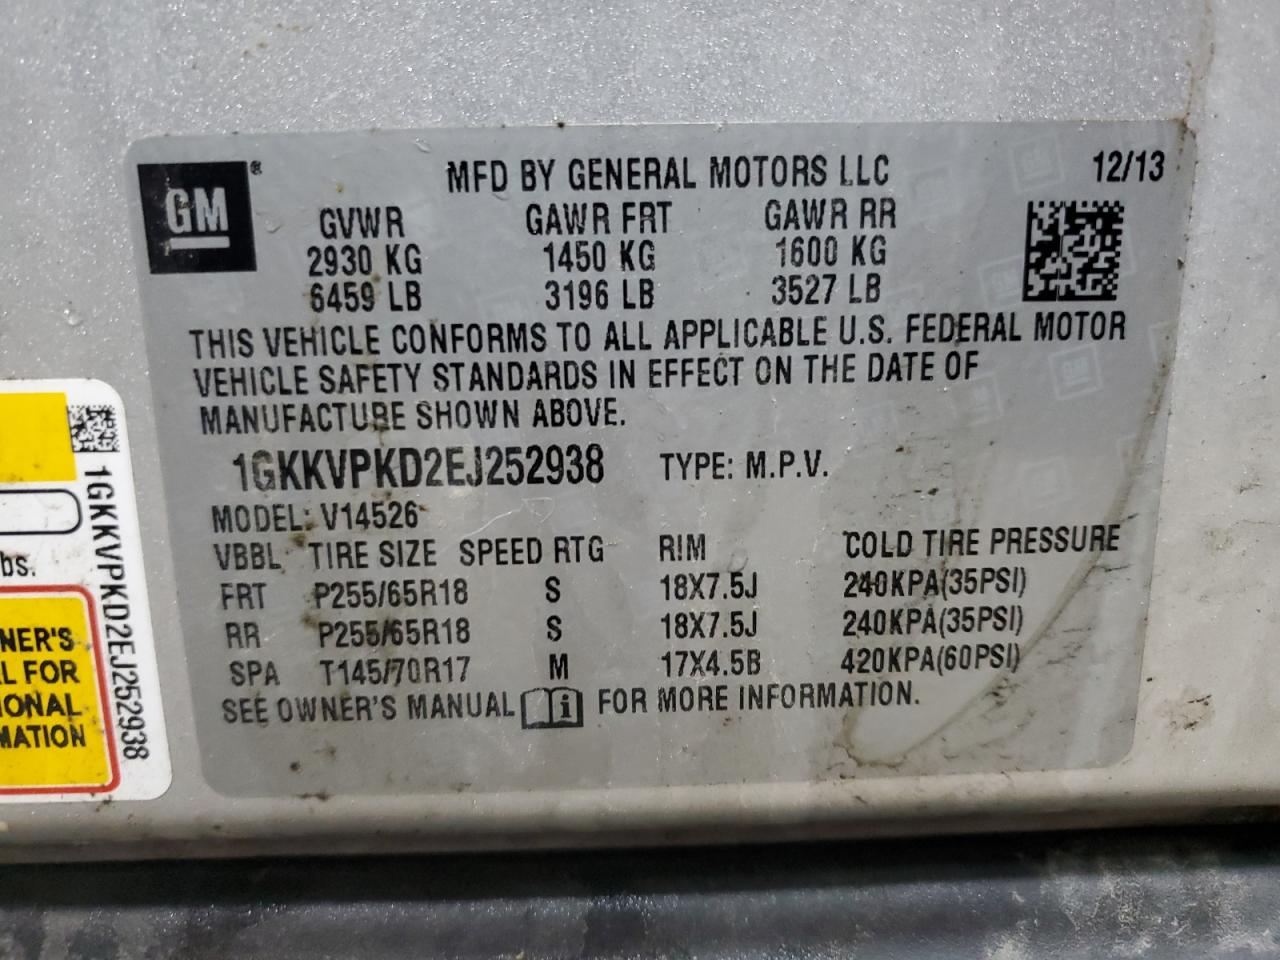 GM®
MFD BY GENERAL MOTORS LLC 12/13
GVWR GAWR FRT GAWR RR
2930 KG 1450 KG 1600 KG
6459 LB 3196 LB 3527 LB
THIS VEHICLE CONFORMS TO ALL APPLICABLE U.S. FEDERAL MOTOR
VEHICLE SAFETY STANDARDS IN EFFECT ON THE DATE OF
MANUFACTURE SHOWN ABOVE.
1GKKVPKD2EJ252938 TYPE: M.P.V.
MODEL: V14526
VBBL TIRE SIZE SPEED RTG RIM COLD TIRE PRESSURE
FRT P255/65R18 S 18X7.5J 240KPA(35PSI)
RR P255/65R18 S 18X7.5J 240KPA(35PSI)
SPA T145/70R17 M 17X4.5B 420KPA(60PSI)
SEE OWNER'S MANUAL i FOR MORE INFORMATION.
1GKKVPKD2EJ252938
bs.
NER'S
L FOR
IONAL
MATION